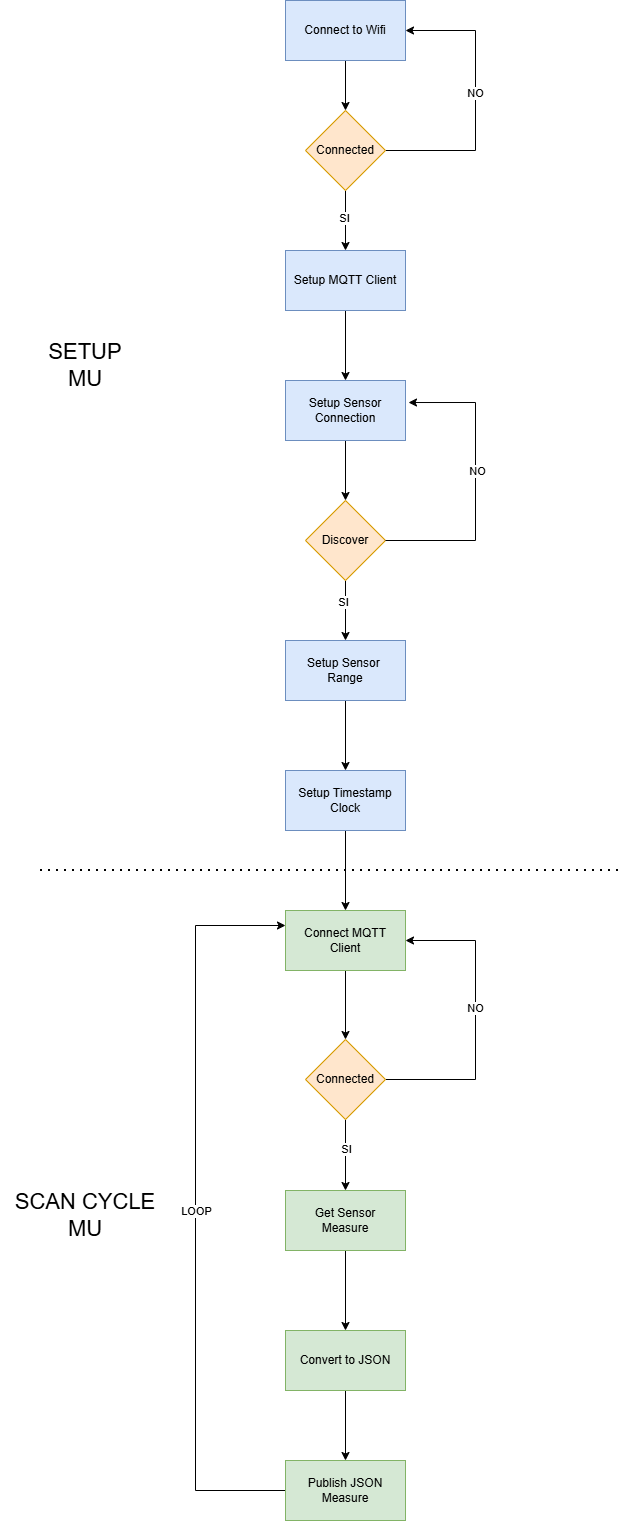 Connect to Wifi
NO
Connected
SI
Setup MQTT Client
SETUP
MU
Setup Sensor
Connection
NO
Discover
SI
Setup Sensor
Range
Setup Timestamp
Clock
Connect MQTT
Client
NO
Connected
SI
SCAN CYCLE
MU
LOOP
Get Sensor
Measure
Convert to JSON
Publish JSON
Measure